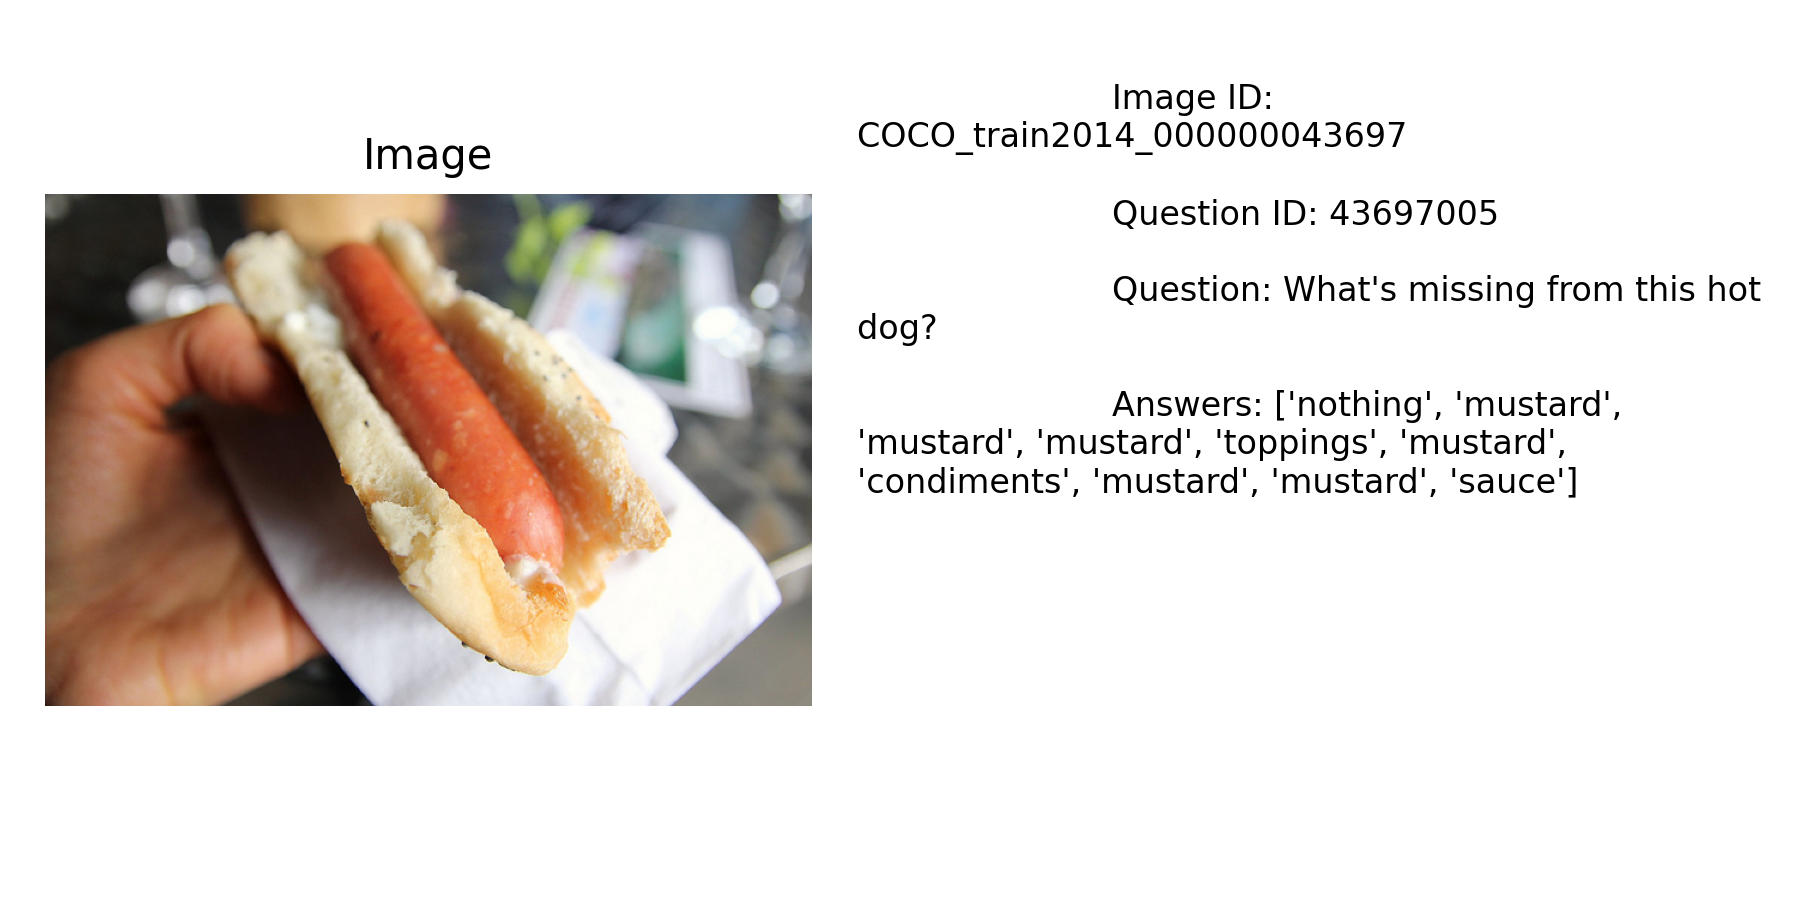 Image
Image ID:
COCO_train2014_000000043697
Question ID: 43697005
Question: What's missing from this hot
dog?
Answers: ['nothing', 'mustard',
'mustard', 'mustard', 'toppings', 'mustard',
'condiments', 'mustard', 'mustard', 'sauce']